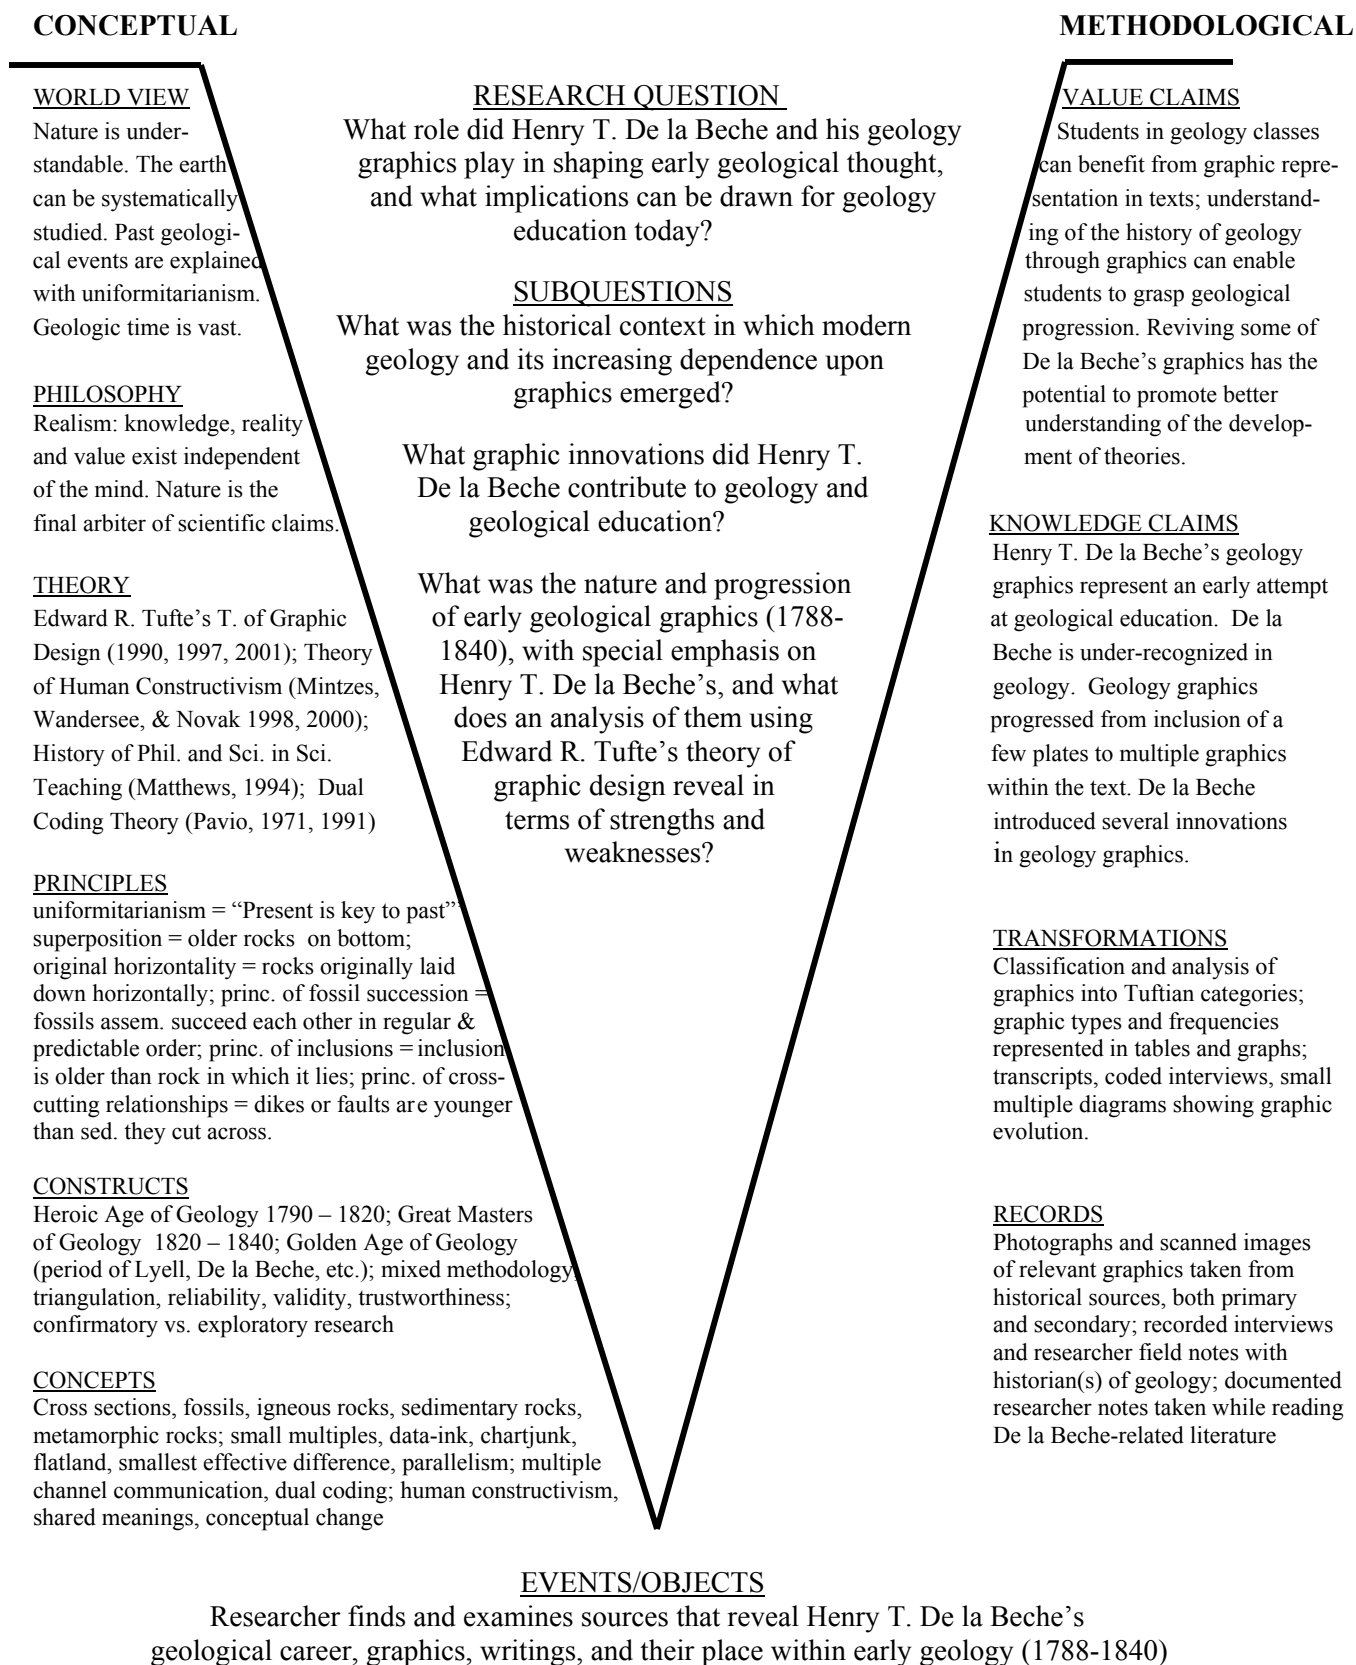 CONCEPTUAL
METHODOLOGICAL
WORLD VIEW
Nature is under-
standable. The earth
can be systematically
studied. Past geologi-
cal events are explained
with uniformitarianism.
Geologic time is vast.
PHILOSOPHY
Realism: knowledge, reality
and value exist independent
of the mind. Nature is the
final arbiter of scientific claims.
THEORY
Edward R. Tufte’s T. of Graphic
Design (1990, 1997, 2001); Theory
of Human Constructivism (Mintzes,
Wandersee, & Novak 1998, 2000);
History of Phil. and Sci. in Sci.
Teaching (Matthews, 1994);  Dual
Coding Theory (Pavio, 1971, 1991)
PRINCIPLES
uniformitarianism = “Present is key to past”
superposition = older rocks  on bottom;
original horizontality = rocks originally laid
down horizontally; princ. of fossil succession =
fossils assem. succeed each other in regular &
predictable order; princ. of inclusions = inclusion
is older than rock in which it lies; princ. of cross-
cutting relationships = dikes or faults are younger
than sed. they cut across.
CONSTRUCTS
Heroic Age of Geology 1790 – 1820; Great Masters
of Geology  1820 – 1840; Golden Age of Geology
(period of Lyell, De la Beche, etc.); mixed methodology,
triangulation, reliability, validity, trustworthiness;
confirmatory vs. exploratory research
CONCEPTS
Cross sections, fossils, igneous rocks, sedimentary rocks,
metamorphic rocks; small multiples, data-ink, chartjunk,
flatland, smallest effective difference, parallelism; multiple
channel communication, dual coding; human constructivism,
shared meanings, conceptual change
RESEARCH QUESTION
What role did Henry T. De la Beche and his geology
graphics play in shaping early geological thought,
and what implications can be drawn for geology
education today?
SUBQUESTIONS
What was the historical context in which modern
geology and its increasing dependence upon
graphics emerged?
What graphic innovations did Henry T.
De la Beche contribute to geology and
geological education?
What was the nature and progression
of early geological graphics (1788-
1840), with special emphasis on
Henry T. De la Beche’s, and what
does an analysis of them using
Edward R. Tufte’s theory of
graphic design reveal in
terms of strengths and
weaknesses?
VALUE CLAIMS
Students in geology classes
can benefit from graphic repre-
sentation in texts; understand-
ing of the history of geology
through graphics can enable
students to grasp geological
progression. Reviving some of
De la Beche’s graphics has the
potential to promote better
understanding of the develop-
ment of theories.
KNOWLEDGE CLAIMS
Henry T. De la Beche’s geology
graphics represent an early attempt
at geological education.  De la
Beche is under-recognized in
geology.  Geology graphics
progressed from inclusion of a
few plates to multiple graphics
within the text. De la Beche
introduced several innovations
in geology graphics.
TRANSFORMATIONS
Classification and analysis of
graphics into Tuftian categories;
graphic types and frequencies
represented in tables and graphs;
transcripts, coded interviews, small
multiple diagrams showing graphic
evolution.
RECORDS
Photographs and scanned images
of relevant graphics taken from
historical sources, both primary
and secondary; recorded interviews
and researcher field notes with
historian(s) of geology; documented
researcher notes taken while reading
De la Beche-related literature
EVENTS/OBJECTS
Researcher finds and examines sources that reveal Henry T. De la Beche’s
geological career, graphics, writings, and their place within early geology (1788-1840)